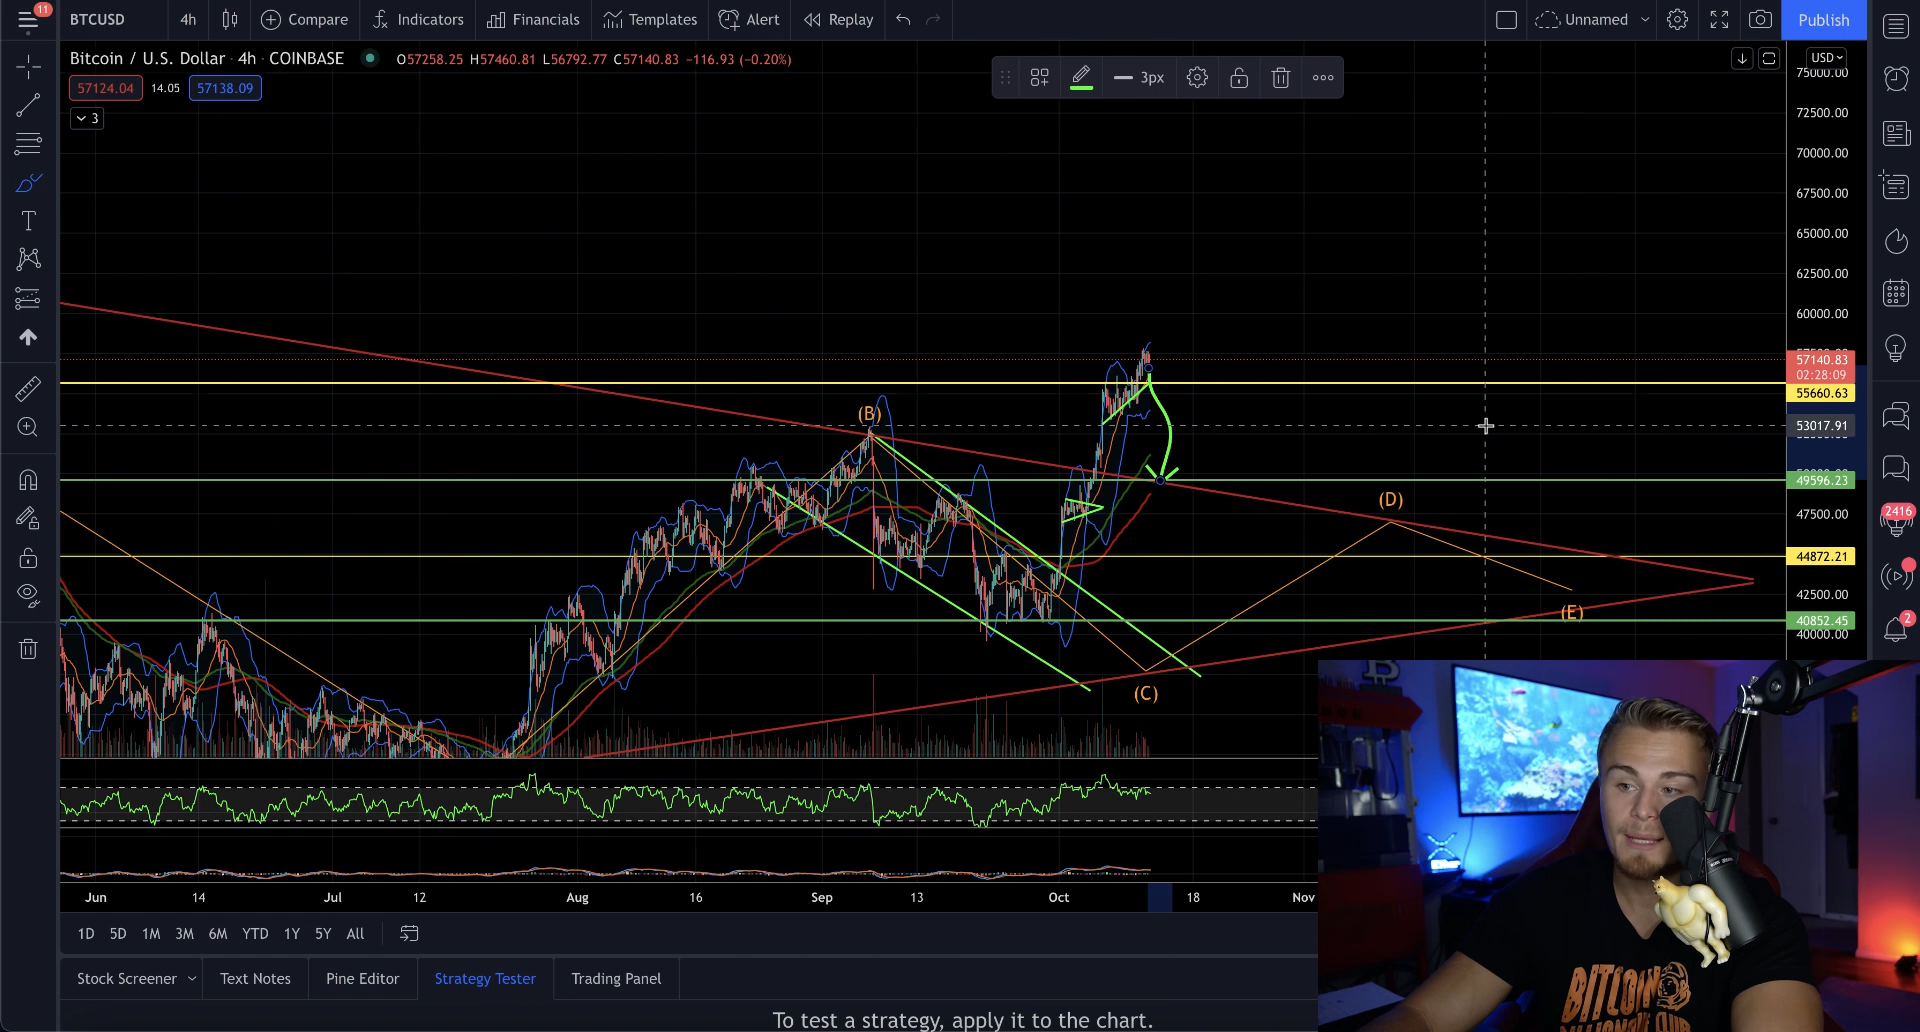 11
BTCUSD 4h Compare Indicators Financials Templates Alert Replay Unnamed Publish
Bitcoin / U.S. Dollar · 4h · COINBASE O57258.25 H57460.81 L56792.77 C57140.83 −116.93 (−0.20%)
57124.04 14.05 57138.09
3
3px
USD
75000.00
72500.00
70000.00
67500.00
65000.00
62500.00
60000.00
57140.83
02:28:09
55660.63
53017.91
49596.23
47500.00
44872.21
42500.00
40852.45
40000.00
(B)
(D)
(E)
(C)
2416
2
Jun 14 Jul 12 Aug 16 Sep 13 Oct 18 Nov
1D 5D 1M 3M 6M YTD 1Y 5Y All
Stock Screener Text Notes Pine Editor Strategy Tester Trading Panel
To test a strategy, apply it to the chart.
BITCOIN